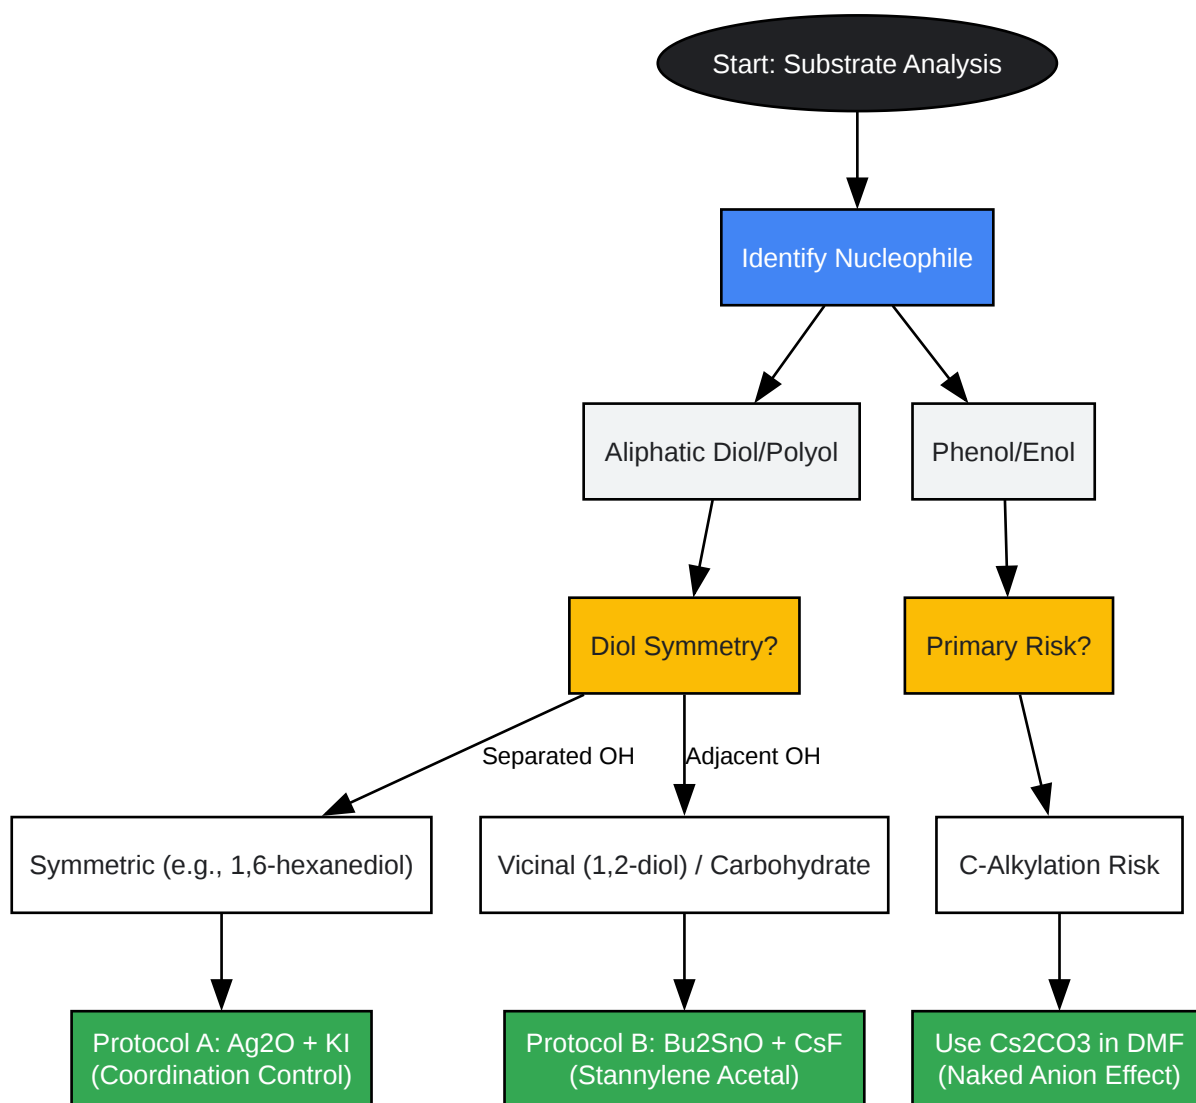 Start: Substrate Analysis
Identify Nucleophile
Aliphatic Diol/Polyol
Phenol/Enol
Diol Symmetry?
Primary Risk?
Separated OH
Adjacent OH
Symmetric (e.g., 1,6-hexanediol)
Vicinal (1,2-diol) / Carbohydrate
C-Alkylation Risk
Protocol A: Ag2O + KI
(Coordination Control)
Protocol B: Bu2SnO + CsF
(Stannylene Acetal)
Use Cs2CO3 in DMF
(Naked Anion Effect)